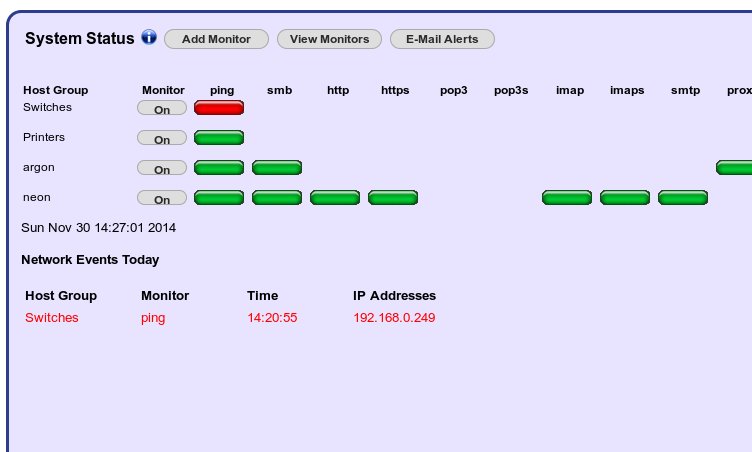 System Status i Add Monitor View Monitors E-Mail Alerts
Host Group Monitor ping smb http https pop3 pop3s imap imaps smtp prox
Switches On
Printers On
argon On
neon On
Sun Nov 30 14:27:01 2014
Network Events Today
Host Group Monitor Time IP Addresses
Switches ping 14:20:55 192.168.0.249